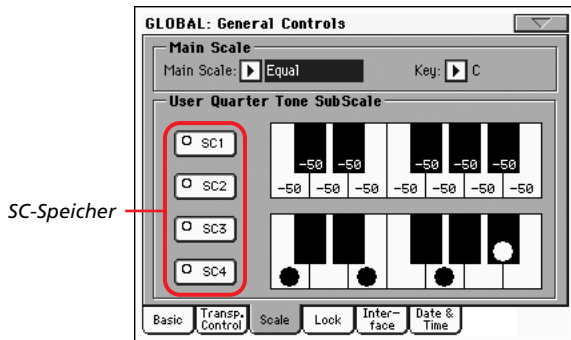 GLOBAL: General Controls
Main Scale
Main Scale: Equal Key: C
User Quarter Tone SubScale
SC1
-50 -50 -50 -50 -50
SC2
-50 -50 -50 -50 -50 -50 -50
SC-Speicher
SC3
SC4
Basic Transp. Control Scale Lock Inter-face Date & Time